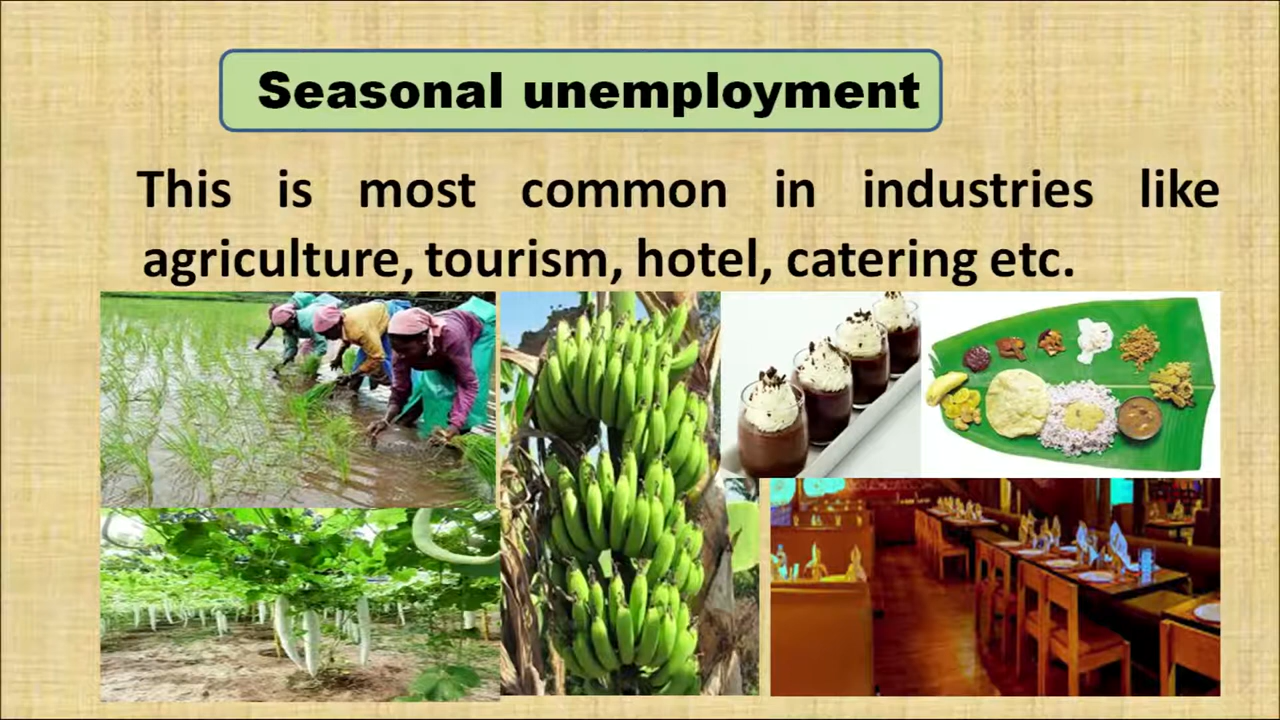 Seasonal unemployment
This is most common in industries like
agriculture, tourism, hotel, catering etc.